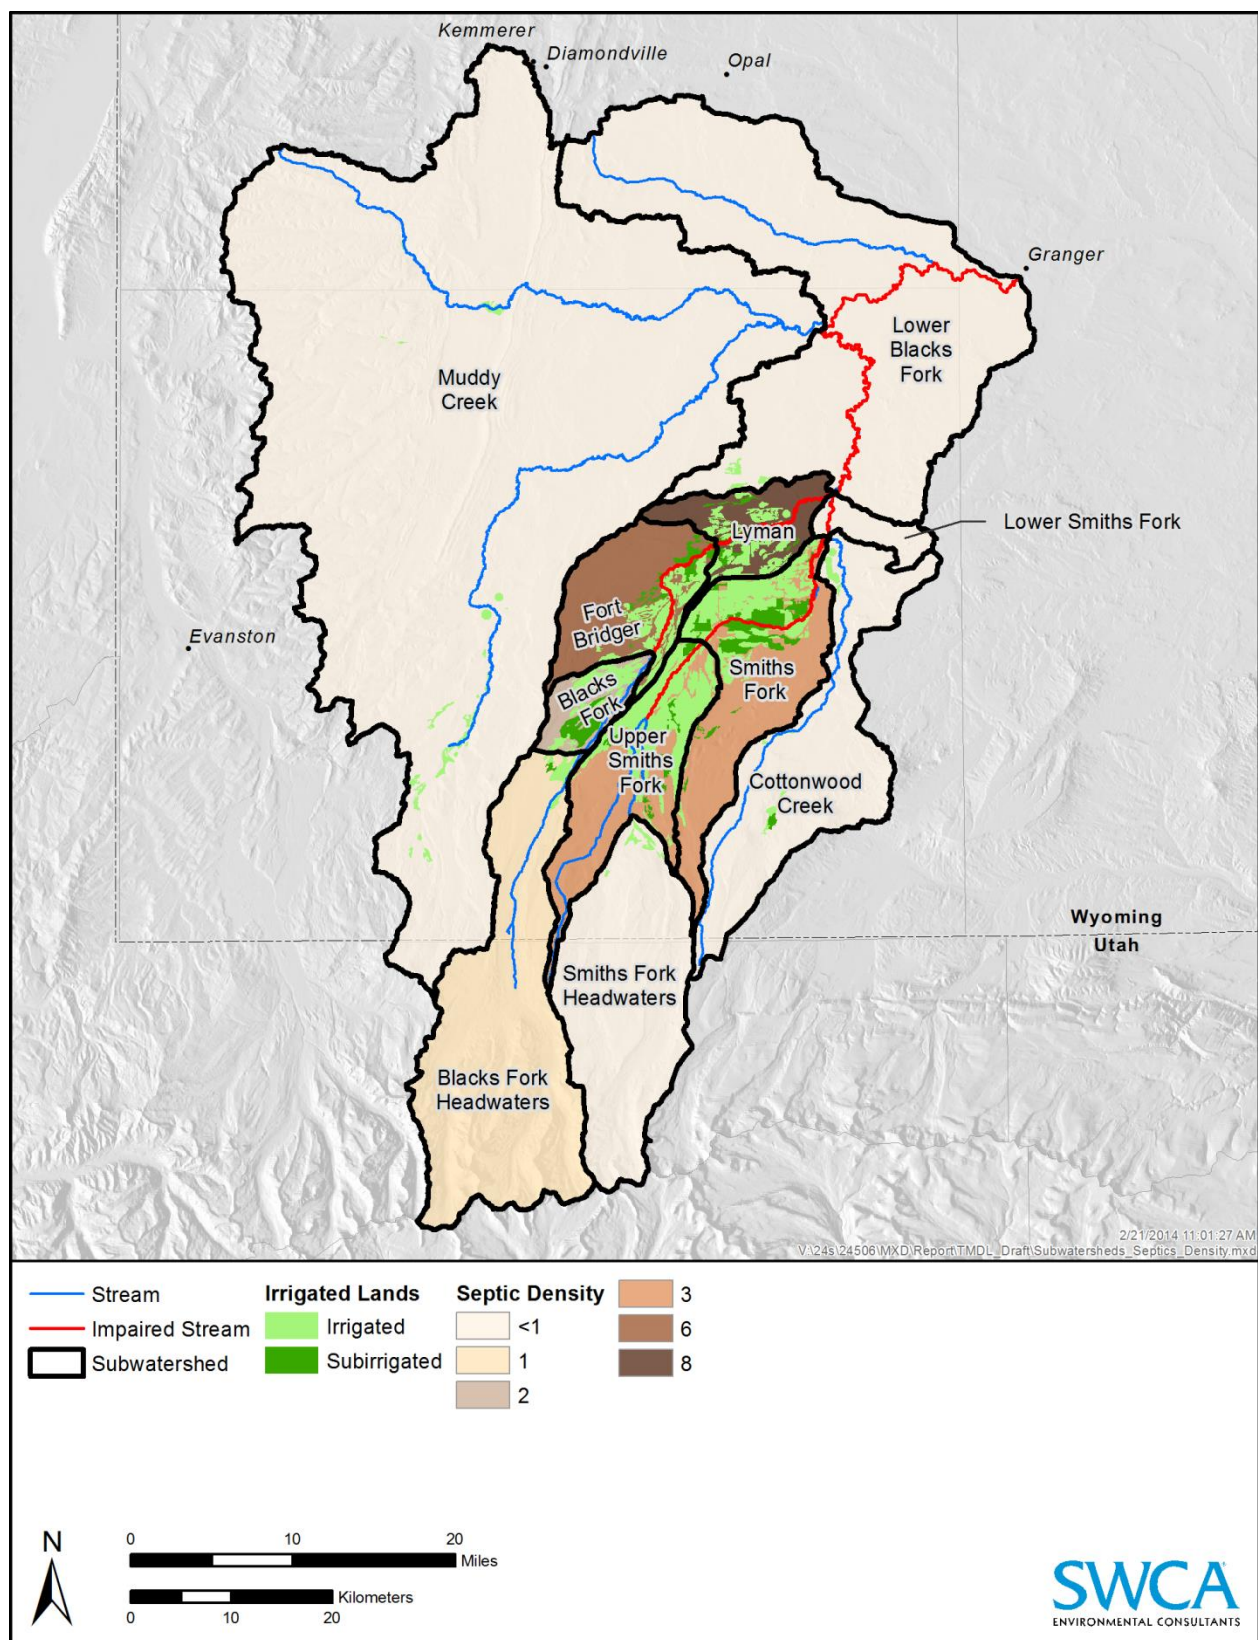 Kemmerer
Diamondville
Opal
Granger
Lower
Blacks
Fork
Muddy
Creek
Lyman
Lower Smiths Fork
Fort
Bridger
Evanston
Blacks
Fork
Smiths
Fork
Upper
Smiths
Fork
Cottonwood
Creek
Wyoming
Utah
Smiths Fork
Headwaters
Blacks Fork
Headwaters
2/21/2014 11:01:27 AM
V:\24s\24506\MXD\Report\TMDL_Draft\Subwatersheds_Septics_Density.mxd
Stream
Impaired Stream
Subwatershed
Irrigated Lands
Irrigated
Subirrigated
Septic Density
<1
1
2
3
6
8
N
0 10 20
Miles
Kilometers
0 10 20
SWCA
ENVIRONMENTAL CONSULTANTS